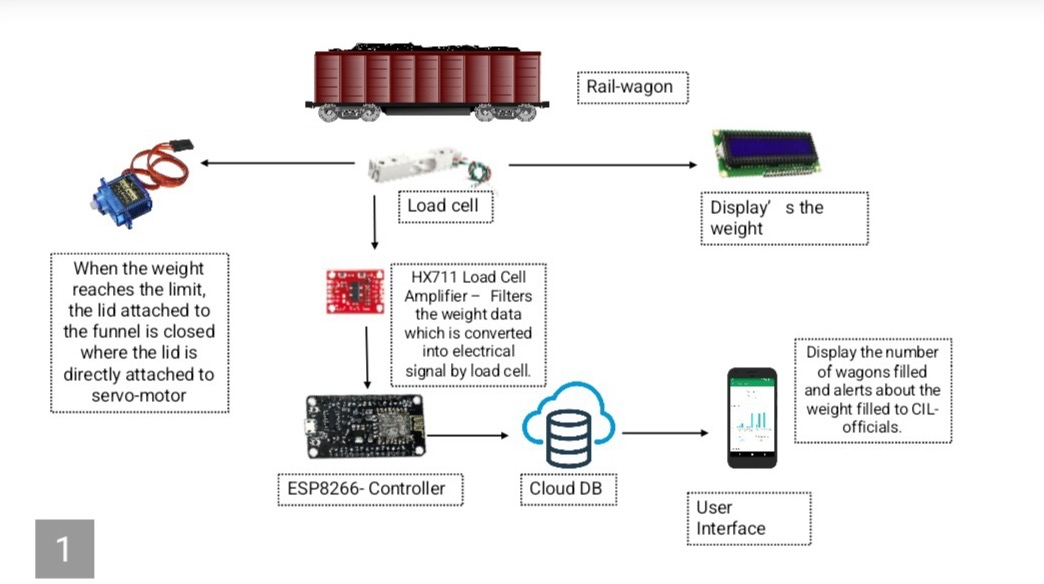 Rail-wagon
Load cell
Display’ s the
weight
When the weight
reaches the limit,
the lid attached to
the funnel is closed
where the lid is
directly attached to
servo-motor
HX711 Load Cell
Amplifier – Filters
the weight data
which is converted
into electrical
signal by load cell.
Display the number
of wagons filled
and alerts about the
weight filled to CIL-
officials.
ESP8266- Controller
Cloud DB
User
Interface
1